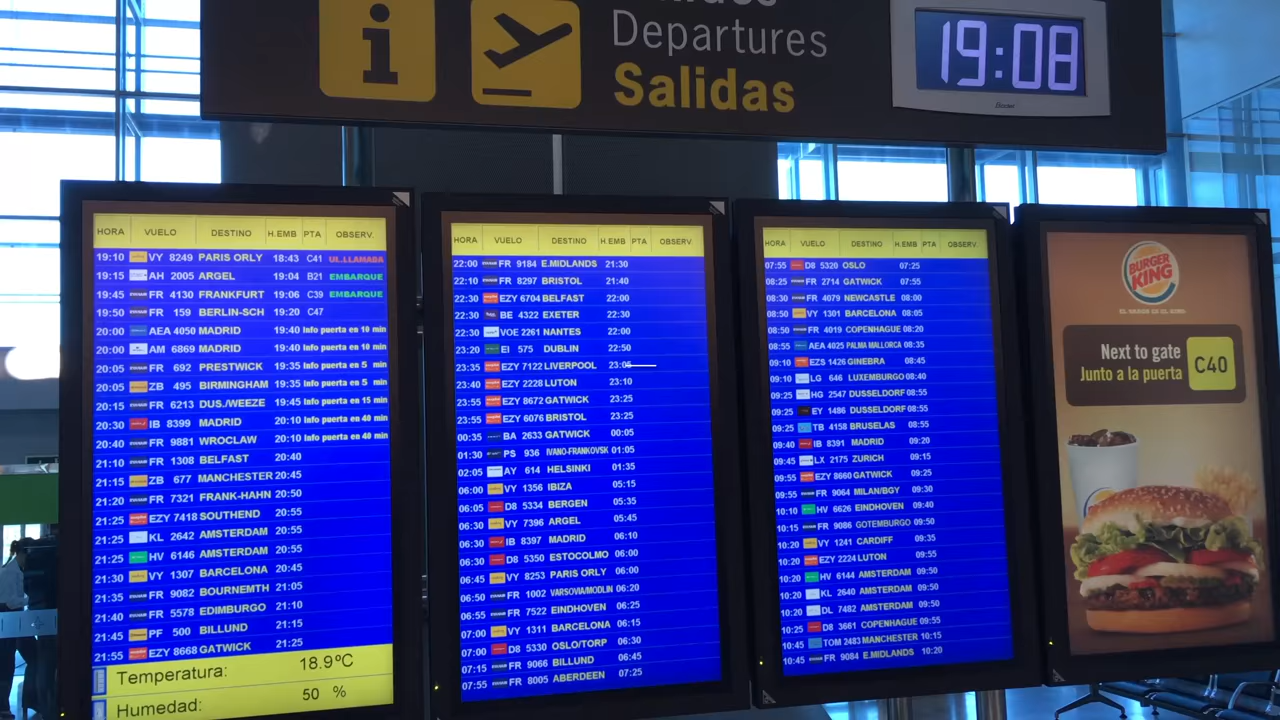 Departures
Salidas
19:08
HORA VUELO DESTINO H.EMB PTA OBSERV.
19:10 VY 8249 PARIS ORLY 18:43 C41 UL.LLAMADA
19:15 AH 2005 ARGEL 19:04 B21 EMBARQUE
19:45 FR 4130 FRANKFURT 19:06 C39 EMBARQUE
19:50 FR 159 BERLIN-SCH 19:20 C47
20:00 AEA 4050 MADRID 19:40 Info puerta en 10 min
20:00 AM 6869 MADRID 19:40 Info puerta en 10 min
20:05 FR 692 PRESTWICK 19:35 Info puerta en 5 min
20:05 ZB 495 BIRMINGHAM 19:35 Info puerta en 5 min
20:15 FR 6213 DUS./WEEZE 19:45 Info puerta en 15 min
20:30 IB 8399 MADRID 20:10 Info puerta en 40 min
20:40 FR 9881 WROCLAW 20:10 Info puerta en 40 min
21:10 FR 1308 BELFAST 20:40
21:15 ZB 677 MANCHESTER 20:45
21:20 FR 7321 FRANK-HAHN 20:50
21:25 EZY 7418 SOUTHEND 20:55
21:25 KL 2642 AMSTERDAM 20:55
21:25 HV 6146 AMSTERDAM 20:55
21:30 VY 1307 BARCELONA 20:45
21:35 FR 9082 BOURNEMTH 21:05
21:40 FR 5578 EDIMBURGO 21:10
21:45 PF 500 BILLUND 21:15
21:55 EZY 8668 GATWICK 21:25
Temperatura: 18.9ºC
Humedad: 50 %
HORA VUELO DESTINO H.EMB PTA OBSERV.
22:00 FR 9184 E.MIDLANDS 21:30
22:10 FR 8297 BRISTOL 21:40
22:30 EZY 6704 BELFAST 22:00
22:30 BE 4322 EXETER 22:30
22:30 VOE 2261 NANTES 22:00
23:20 EI 575 DUBLIN 22:50
23:35 EZY 7122 LIVERPOOL 23:05
23:40 EZY 2228 LUTON 23:10
23:55 EZY 8672 GATWICK 23:25
23:55 EZY 6076 BRISTOL 23:25
00:35 BA 2633 GATWICK 00:05
01:30 PS 936 IVANO-FRANKOVSK 01:05
02:05 AY 614 HELSINKI 01:35
06:00 VY 1356 IBIZA 05:15
06:05 D8 5334 BERGEN 05:35
06:30 VY 7396 ARGEL 05:45
06:30 IB 8397 MADRID 06:10
06:30 D8 5350 ESTOCOLMO 06:00
06:45 VY 8253 PARIS ORLY 06:00
06:50 FR 1002 VARSOVIA/MODLIN 06:20
06:55 FR 7522 EINDHOVEN 06:25
07:00 VY 1311 BARCELONA 06:15
07:00 D8 5330 OSLO/TORP 06:30
07:15 FR 9066 BILLUND 06:45
07:55 FR 8005 ABERDEEN 07:25
HORA VUELO DESTINO H.EMB PTA OBSERV.
07:55 D8 5320 OSLO 07:25
08:25 FR 2714 GATWICK 07:55
08:30 FR 4079 NEWCASTLE 08:00
08:50 VY 1301 BARCELONA 08:05
08:50 FR 4019 COPENHAGUE 08:20
08:55 AEA 4025 PALMA MALLORCA 08:35
09:10 EZS 1426 GINEBRA 08:45
09:10 LG 646 LUXEMBURGO 08:40
09:25 HG 2547 DUSSELDORF 08:55
09:25 EY 1486 DUSSELDORF 08:55
09:25 TB 4158 BRUSELAS 08:55
09:40 IB 8391 MADRID 09:20
09:45 LX 2175 ZURICH 09:15
09:55 EZY 8660 GATWICK 09:25
09:55 FR 9064 MILAN/BGY 09:30
10:10 HV 6626 EINDHOVEN 09:40
10:15 FR 9086 GOTEMBURGO 09:50
10:20 VY 1241 CARDIFF 09:35
10:20 EZY 2224 LUTON 09:55
10:20 HV 6144 AMSTERDAM 09:50
10:20 KL 2640 AMSTERDAM 09:50
10:20 DL 7482 AMSTERDAM 09:50
10:25 D8 3661 COPENHAGUE 09:55
10:45 TOM 2483 MANCHESTER 10:15
10:45 FR 9084 E.MIDLANDS 10:20
BURGER
KING
Next to gate
Junto a la puerta
C40